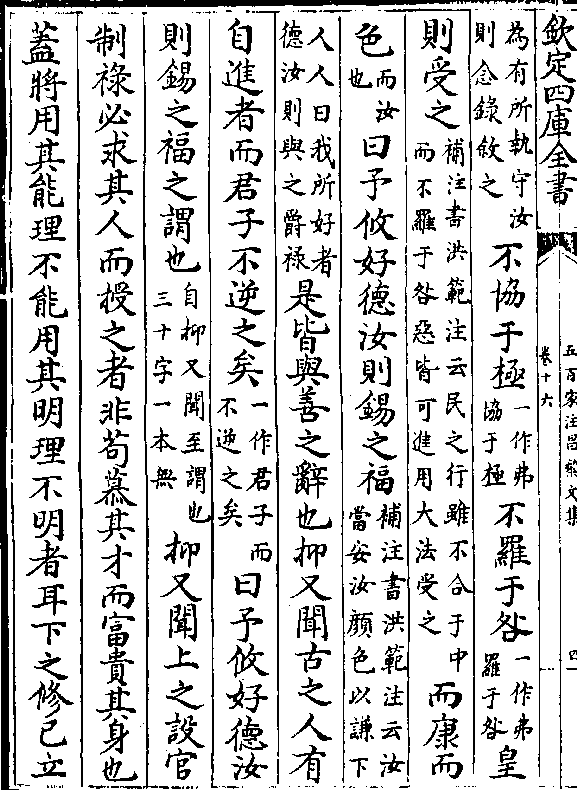 欽定四庫全書
五百家注昌黎文集
卷十六
四
為有所執守汝則念錄敘之不協于極一作弗協于極不羅于咎一作弗羅于咎皇
則受之補注書洪範注云民之行雖不合于中而不羅于咎惡皆可進用大法受之而康而
色而汝也曰予攸好德汝則錫之福補注書洪範注云汝當安汝顏色以謙下
人人曰我所好者德汝則與之爵祿是皆與善之辭也抑又聞古之人有
自進者而君子不逆之矣一作君子而不逆之矣曰予攸好德汝
則錫之福之謂也自抑又聞至謂也三十字一本無抑又聞上之設官
制祿必求其人而授之者非苟慕其才而富貴其身也
蓋將用其能理不能用其明理不明者耳下之修己立